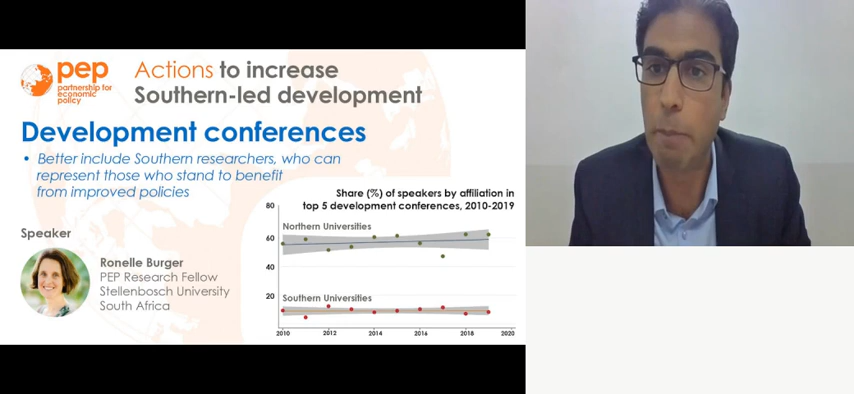 pep
partnership for
economic
policy
Actions to increase
Southern-led development
Development conferences
• Better include Southern researchers, who can
represent those who stand to benefit
from improved policies
Speaker
Ronelle Burger
PEP Research Fellow
Stellenbosch University
South Africa
Share (%) of speakers by affiliation in
top 5 development conferences, 2010-2019
80
Northern Universities
60
40
20
Southern Universities
2010 2012 2014 2016 2018 2020